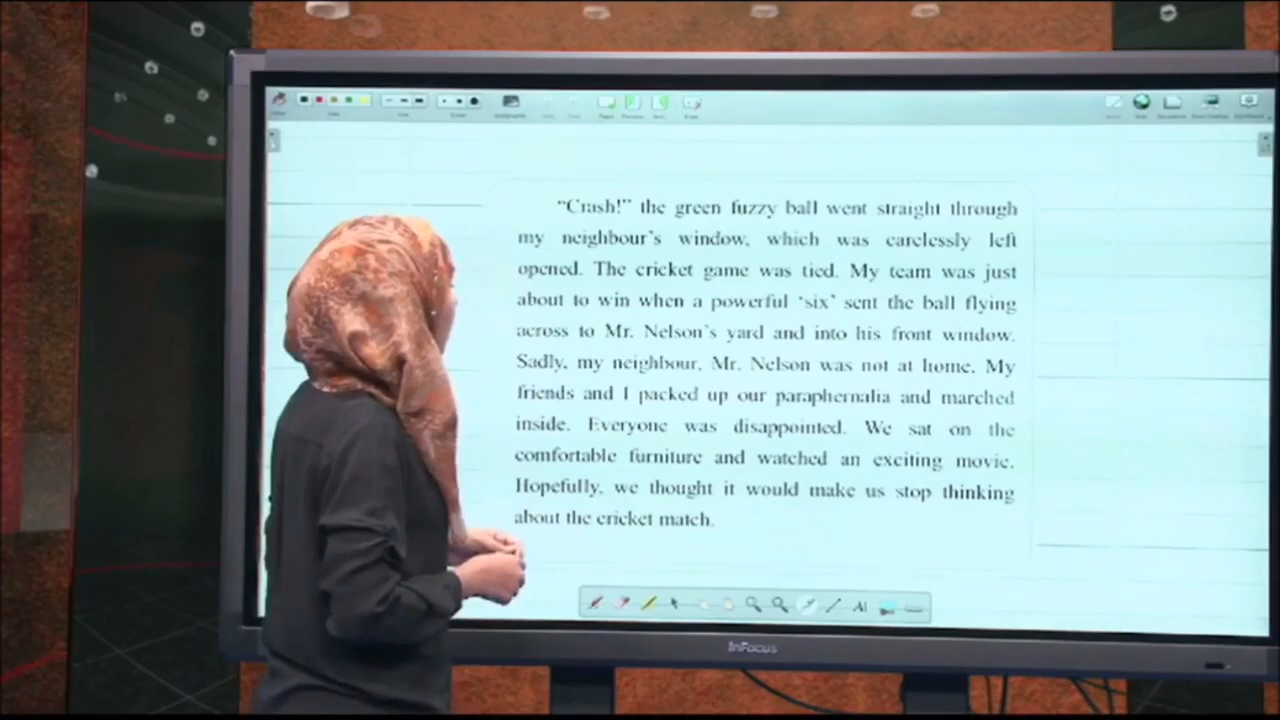 "Crash!" the green fuzzy ball went straight through
my neighbour's window, which was carelessly left
opened. The cricket game was tied. My team was just
about to win when a powerful 'six' sent the ball flying
across to Mr. Nelson's yard and into his front window.
Sadly, my neighbour, Mr. Nelson was not at home. My
friends and I packed up our paraphernalia and marched
inside. Everyone was disappointed. We sat on the
comfortable furniture and watched an exciting movie.
Hopefully, we thought it would make us stop thinking
about the cricket match.
InFocus